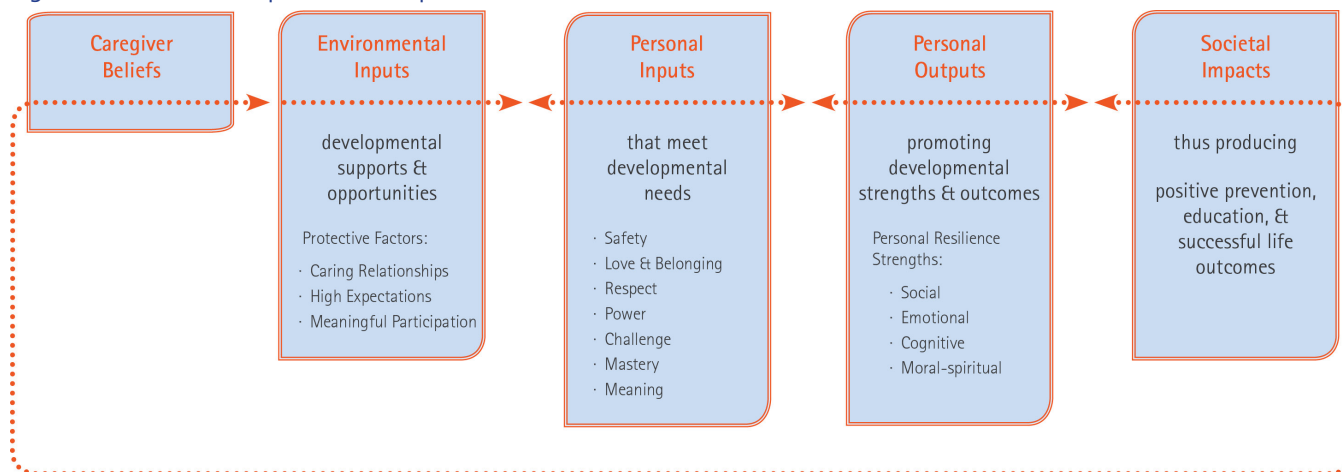 Caregiver
Beliefs
Environmental
Inputs
developmental
supports &
opportunities
Protective Factors:
· Caring Relationships
· High Expectations
· Meaningful Participation
Personal
Inputs
that meet
developmental
needs
· Safety
· Love & Belonging
· Respect
· Power
· Challenge
· Mastery
· Meaning
Personal
Outputs
promoting
developmental
strengths & outcomes
Personal Resilience
Strengths:
· Social
· Emotional
· Cognitive
· Moral-spiritual
Societal
Impacts
thus producing
positive prevention,
education, &
successful life
outcomes